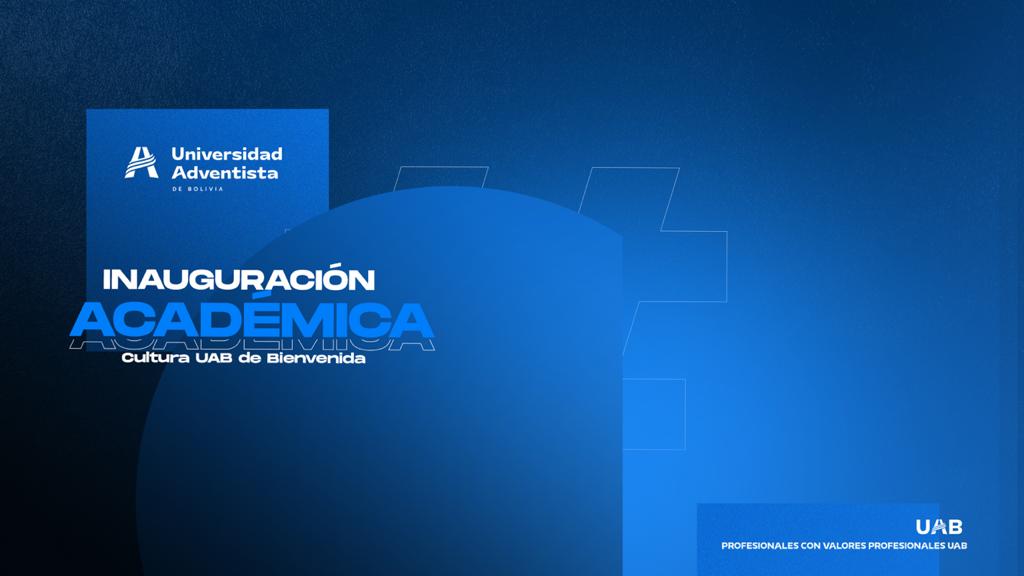 Universidad
Adventista
DE BOLIVIA
INAUGURACIÓN
ACADÉMICA
Cultura UAB de Bienvenida
UAB
PROFESIONALES CON VALORES PROFESIONALES UAB